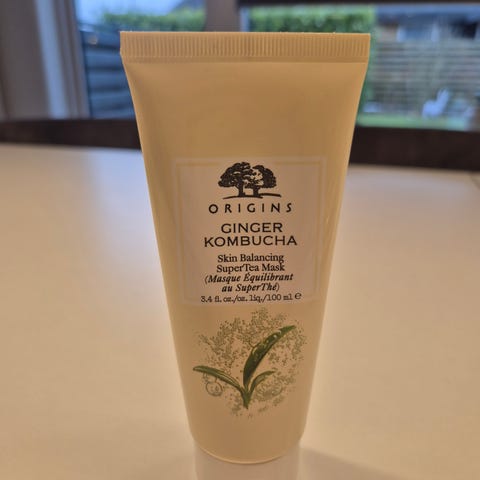 ORIGINS
GINGER
KOMBUCHA
Skin Balancing
SuperTea Mask
(Masque Équilibrant
au SuperThé)
3.4 fl. oz./oz. liq./100 ml ℮